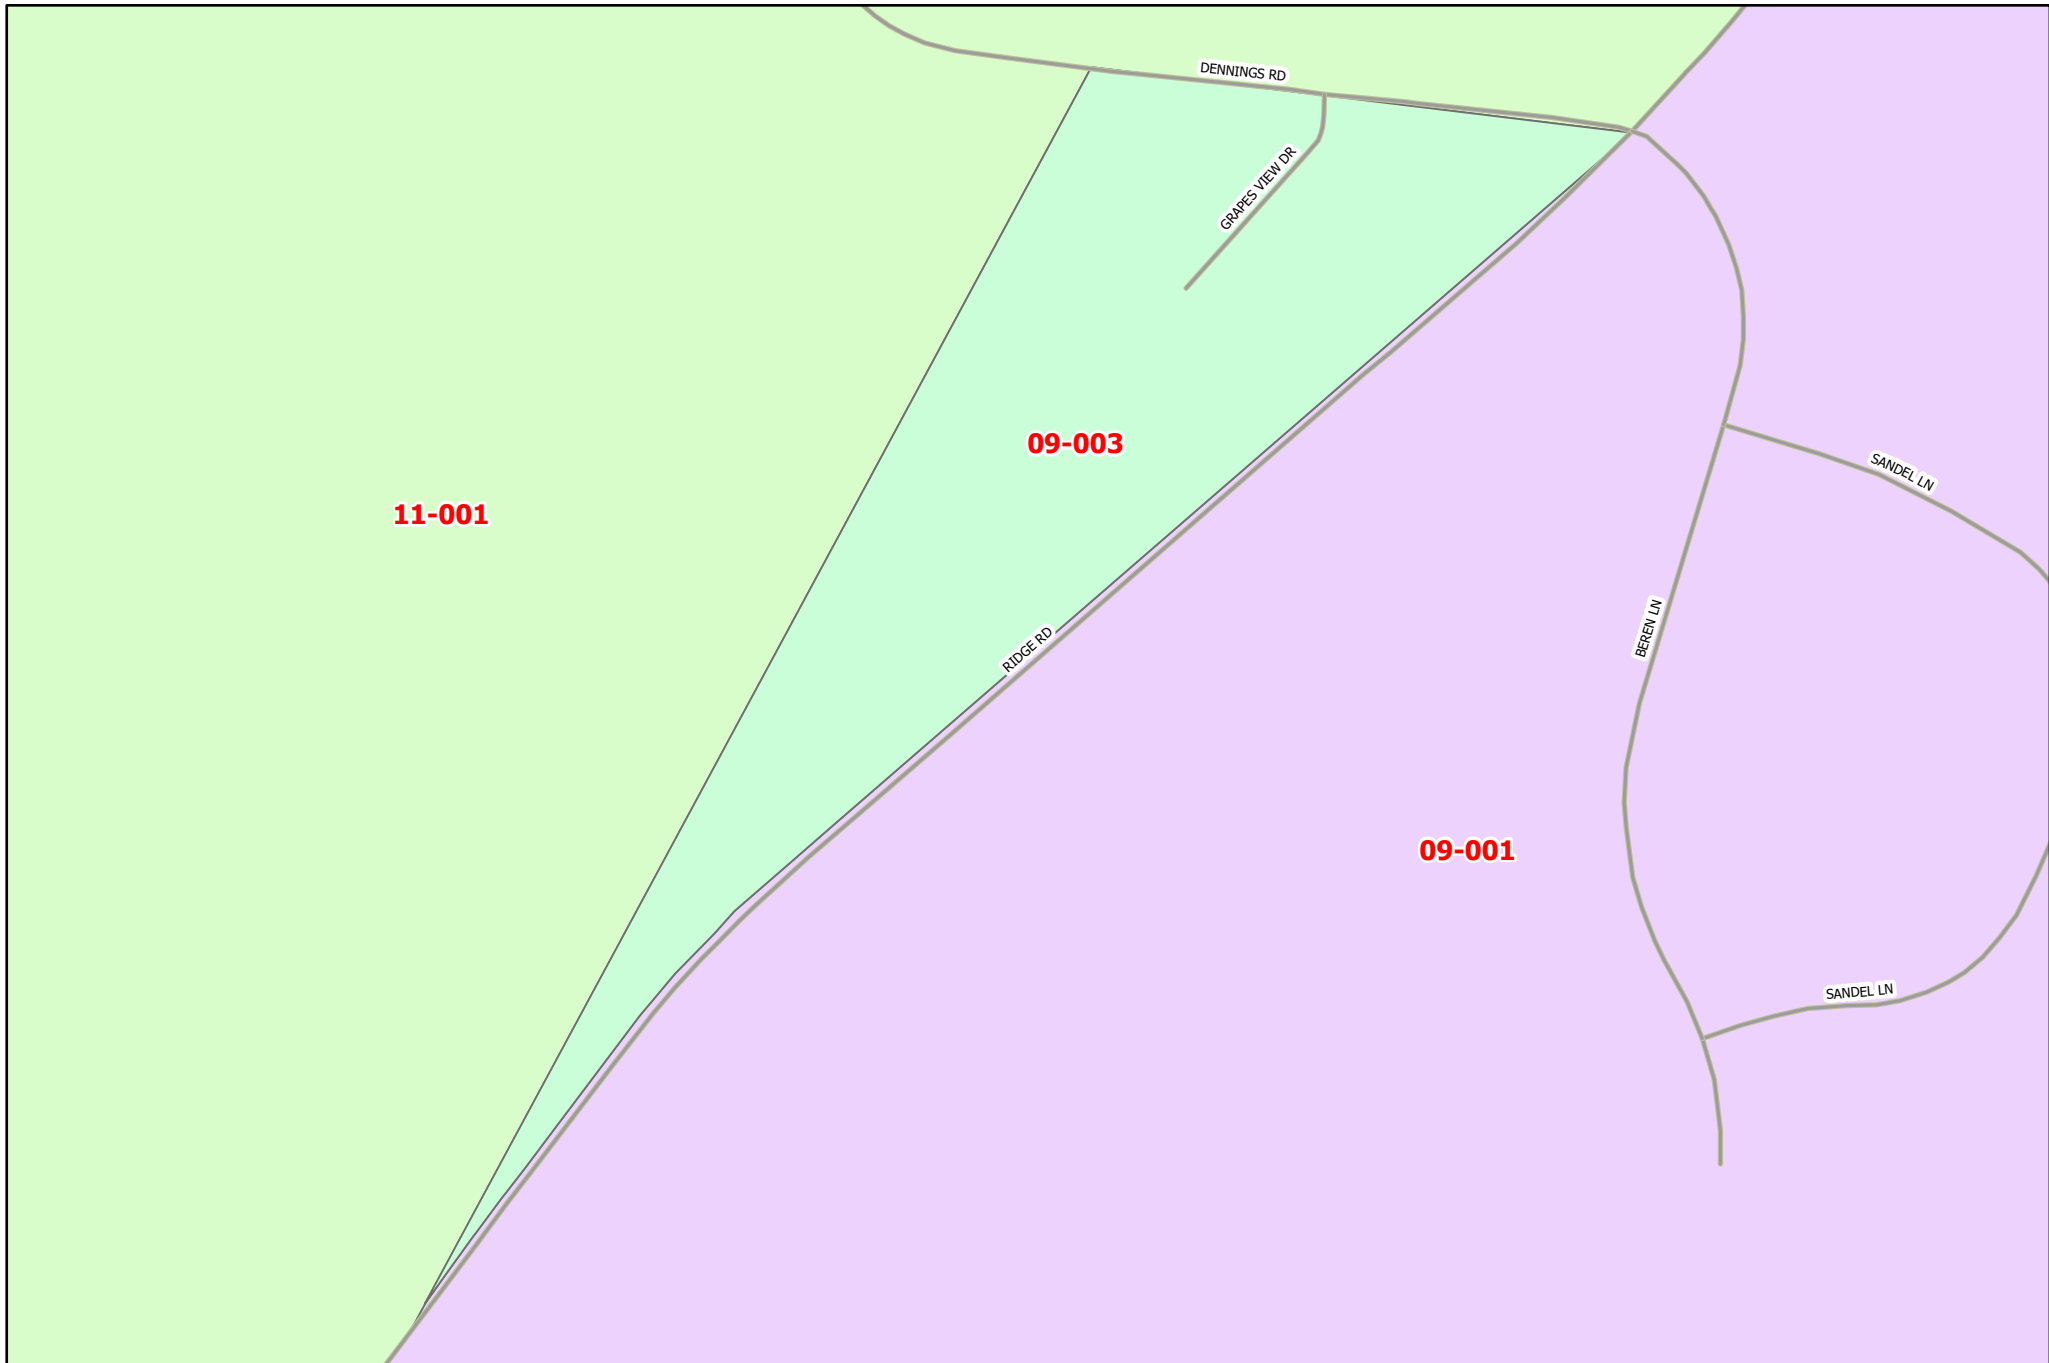 DENNINGS RD
GRAPES VIEW DR
09-003
SANDEL LN
11-001
BEREN LN
RIDGE RD
09-001
SANDEL LN